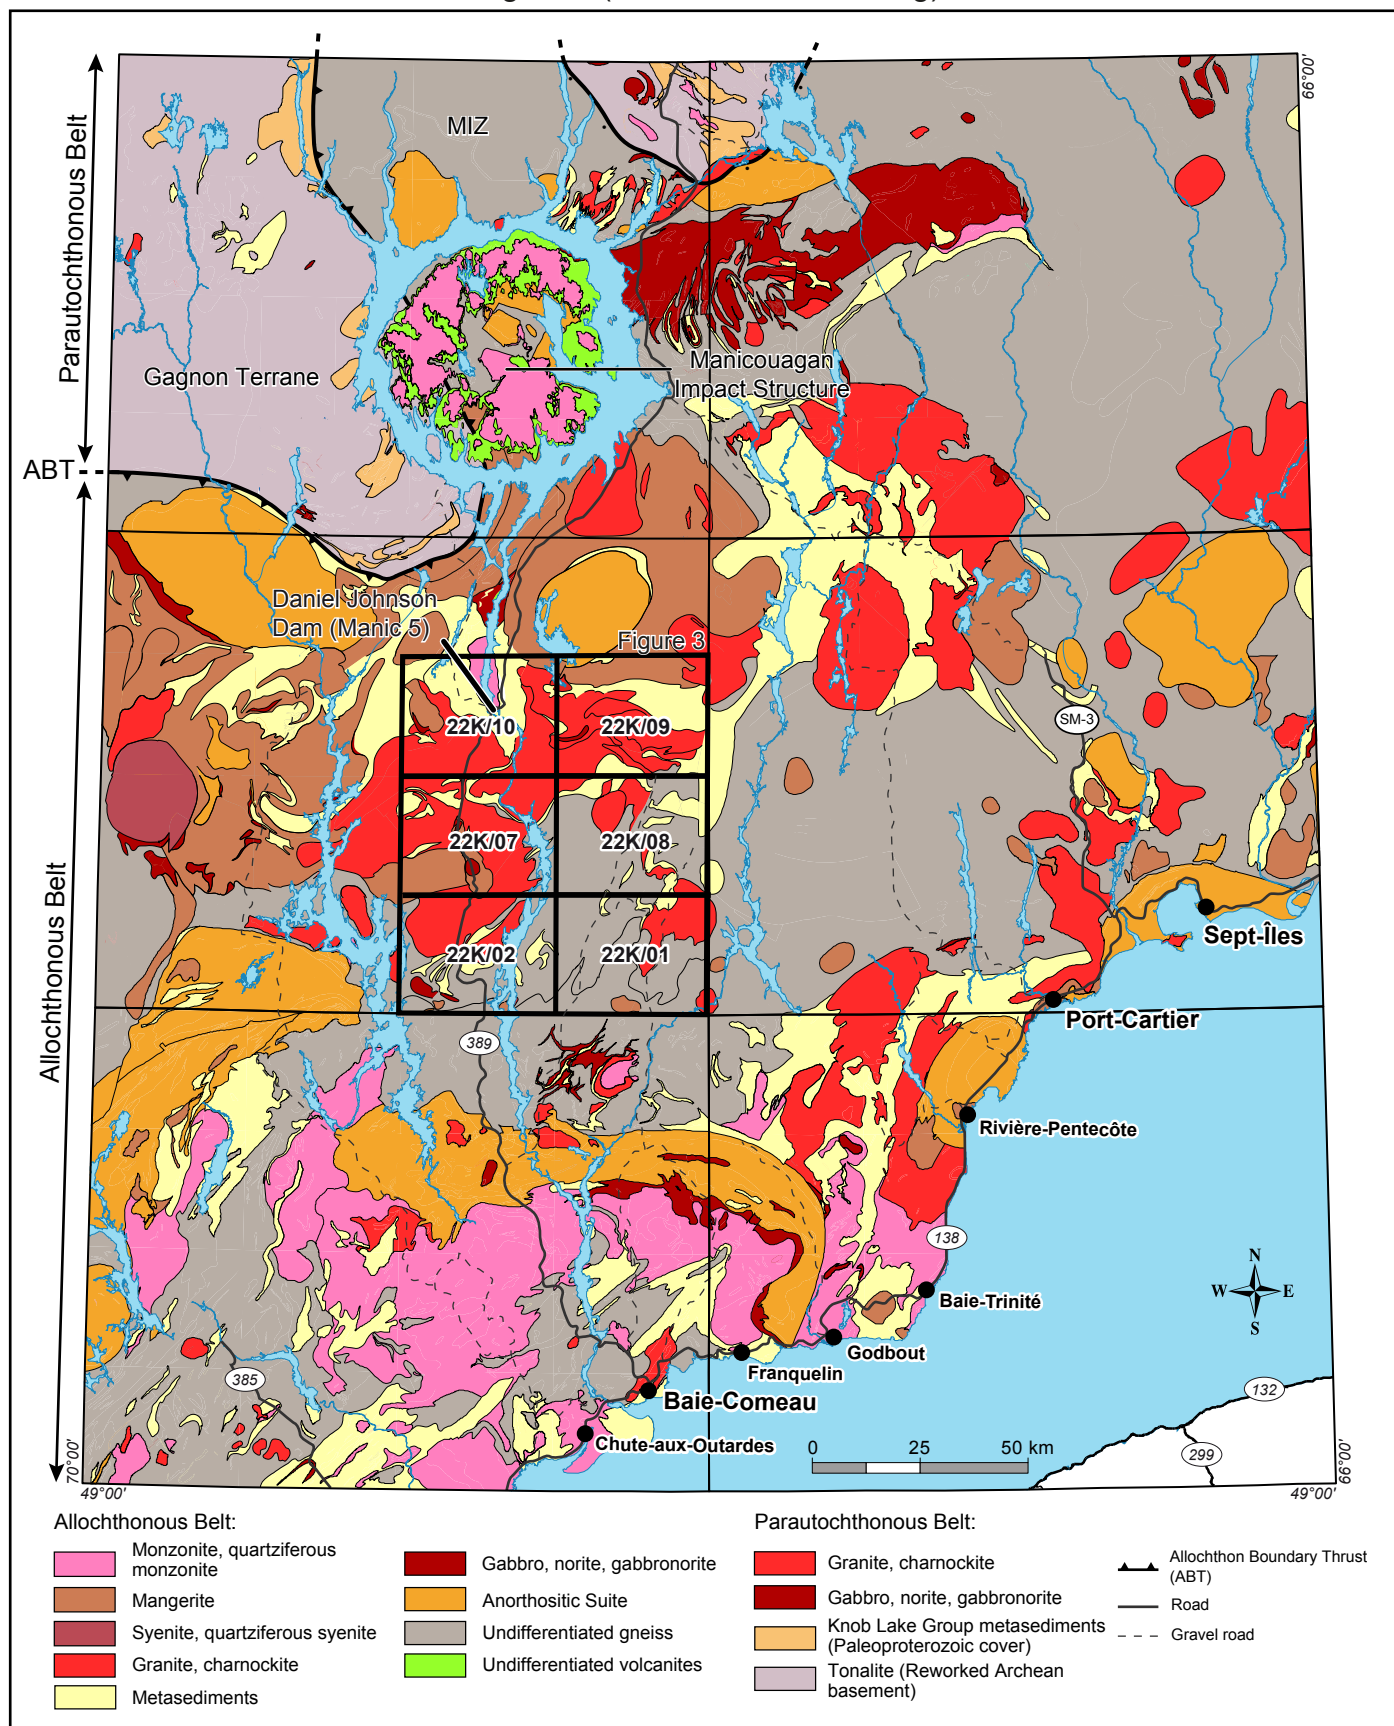 66°00'
MIZ
Parautochthonous Belt
Gagnon Terrane
Manicouagan
Impact Structure
ABT
Daniel Johnson
Dam (Manic 5)
Figure 3
22K/10
22K/09
SM-3
22K/07
22K/08
Allochthonous Belt
Sept-Îles
22K/02
22K/01
Port-Cartier
389
Rivière-Pentecôte
138
N
W
E
S
Baie-Trinité
Godbout
Franquelin
385
Baie-Comeau
132
Chute-aux-Outardes
0
25
50 km
299
70°00'
66°00'
49°00'
49°00'
Allochthonous Belt:
Monzonite, quartziferous
monzonite
Mangerite
Syenite, quartziferous syenite
Granite, charnockite
Metasediments
Gabbro, norite, gabbronorite
Anorthositic Suite
Undifferentiated gneiss
Undifferentiated volcanites
Parautochthonous Belt:
Granite, charnockite
Gabbro, norite, gabbronorite
Knob Lake Group metasediments
(Paleoproterozoic cover)
Tonalite (Reworked Archean
basement)
Allochthon Boundary Thrust
(ABT)
Road
Gravel road